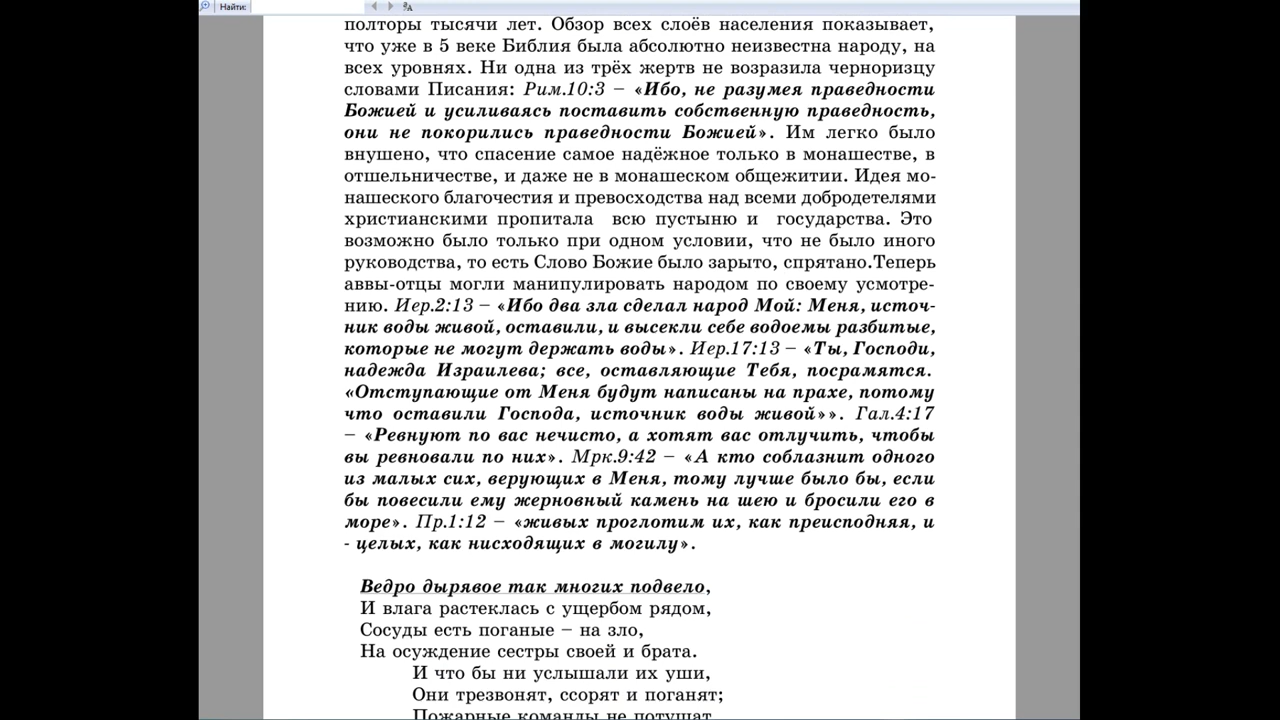 Найти:
полторы тысячи лет. Обзор всех слоёв населения показывает,
что уже в 5 веке Библия была абсолютно неизвестна народу, на
всех уровнях. Ни одна из трёх жертв не возразила черноризцу
словами Писания: Рим.10:3 – «Ибо, не разумея праведности
Божией и усиливаясь поставить собственную праведность,
они не покорились праведности Божией». Им легко было
внушено, что спасение самое надёжное только в монашестве, в
отшельничестве, и даже не в монашеском общежитии. Идея мо-
нашеского благочестия и превосходства над всеми добродетелями
христианскими пропитала всю пустыню и государства. Это
возможно было только при одном условии, что не было иного
руководства, то есть Слово Божие было зарыто, спрятано.Теперь
аввы-отцы могли манипулировать народом по своему усмотре-
нию. Иер.2:13 – «Ибо два зла сделал народ Мой: Меня, источ-
ник воды живой, оставили, и высекли себе водоемы разбитые,
которые не могут держать воды». Иер.17:13 – «Ты, Господи,
надежда Израилева; все, оставляющие Тебя, посрамятся.
«Отступающие от Меня будут написаны на прахе, потому
что оставили Господа, источник воды живой»». Гал.4:17
– «Ревнуют по вас нечисто, а хотят вас отлучить, чтобы
вы ревновали по них». Мрк.9:42 – «А кто соблазнит одного
из малых сих, верующих в Меня, тому лучше было бы, если
бы повесили ему жерновный камень на шею и бросили его в
море». Пр.1:12 – «живых проглотим их, как преисподняя, и
- целых, как нисходящих в могилу».
Ведро дырявое так многих подвело,
И влага растеклась с ущербом рядом,
Сосуды есть поганые – на зло,
На осуждение сестры своей и брата.
И что бы ни услышали их уши,
Они трезвонят, ссорят и поганят;
Пожарные команды не потушат